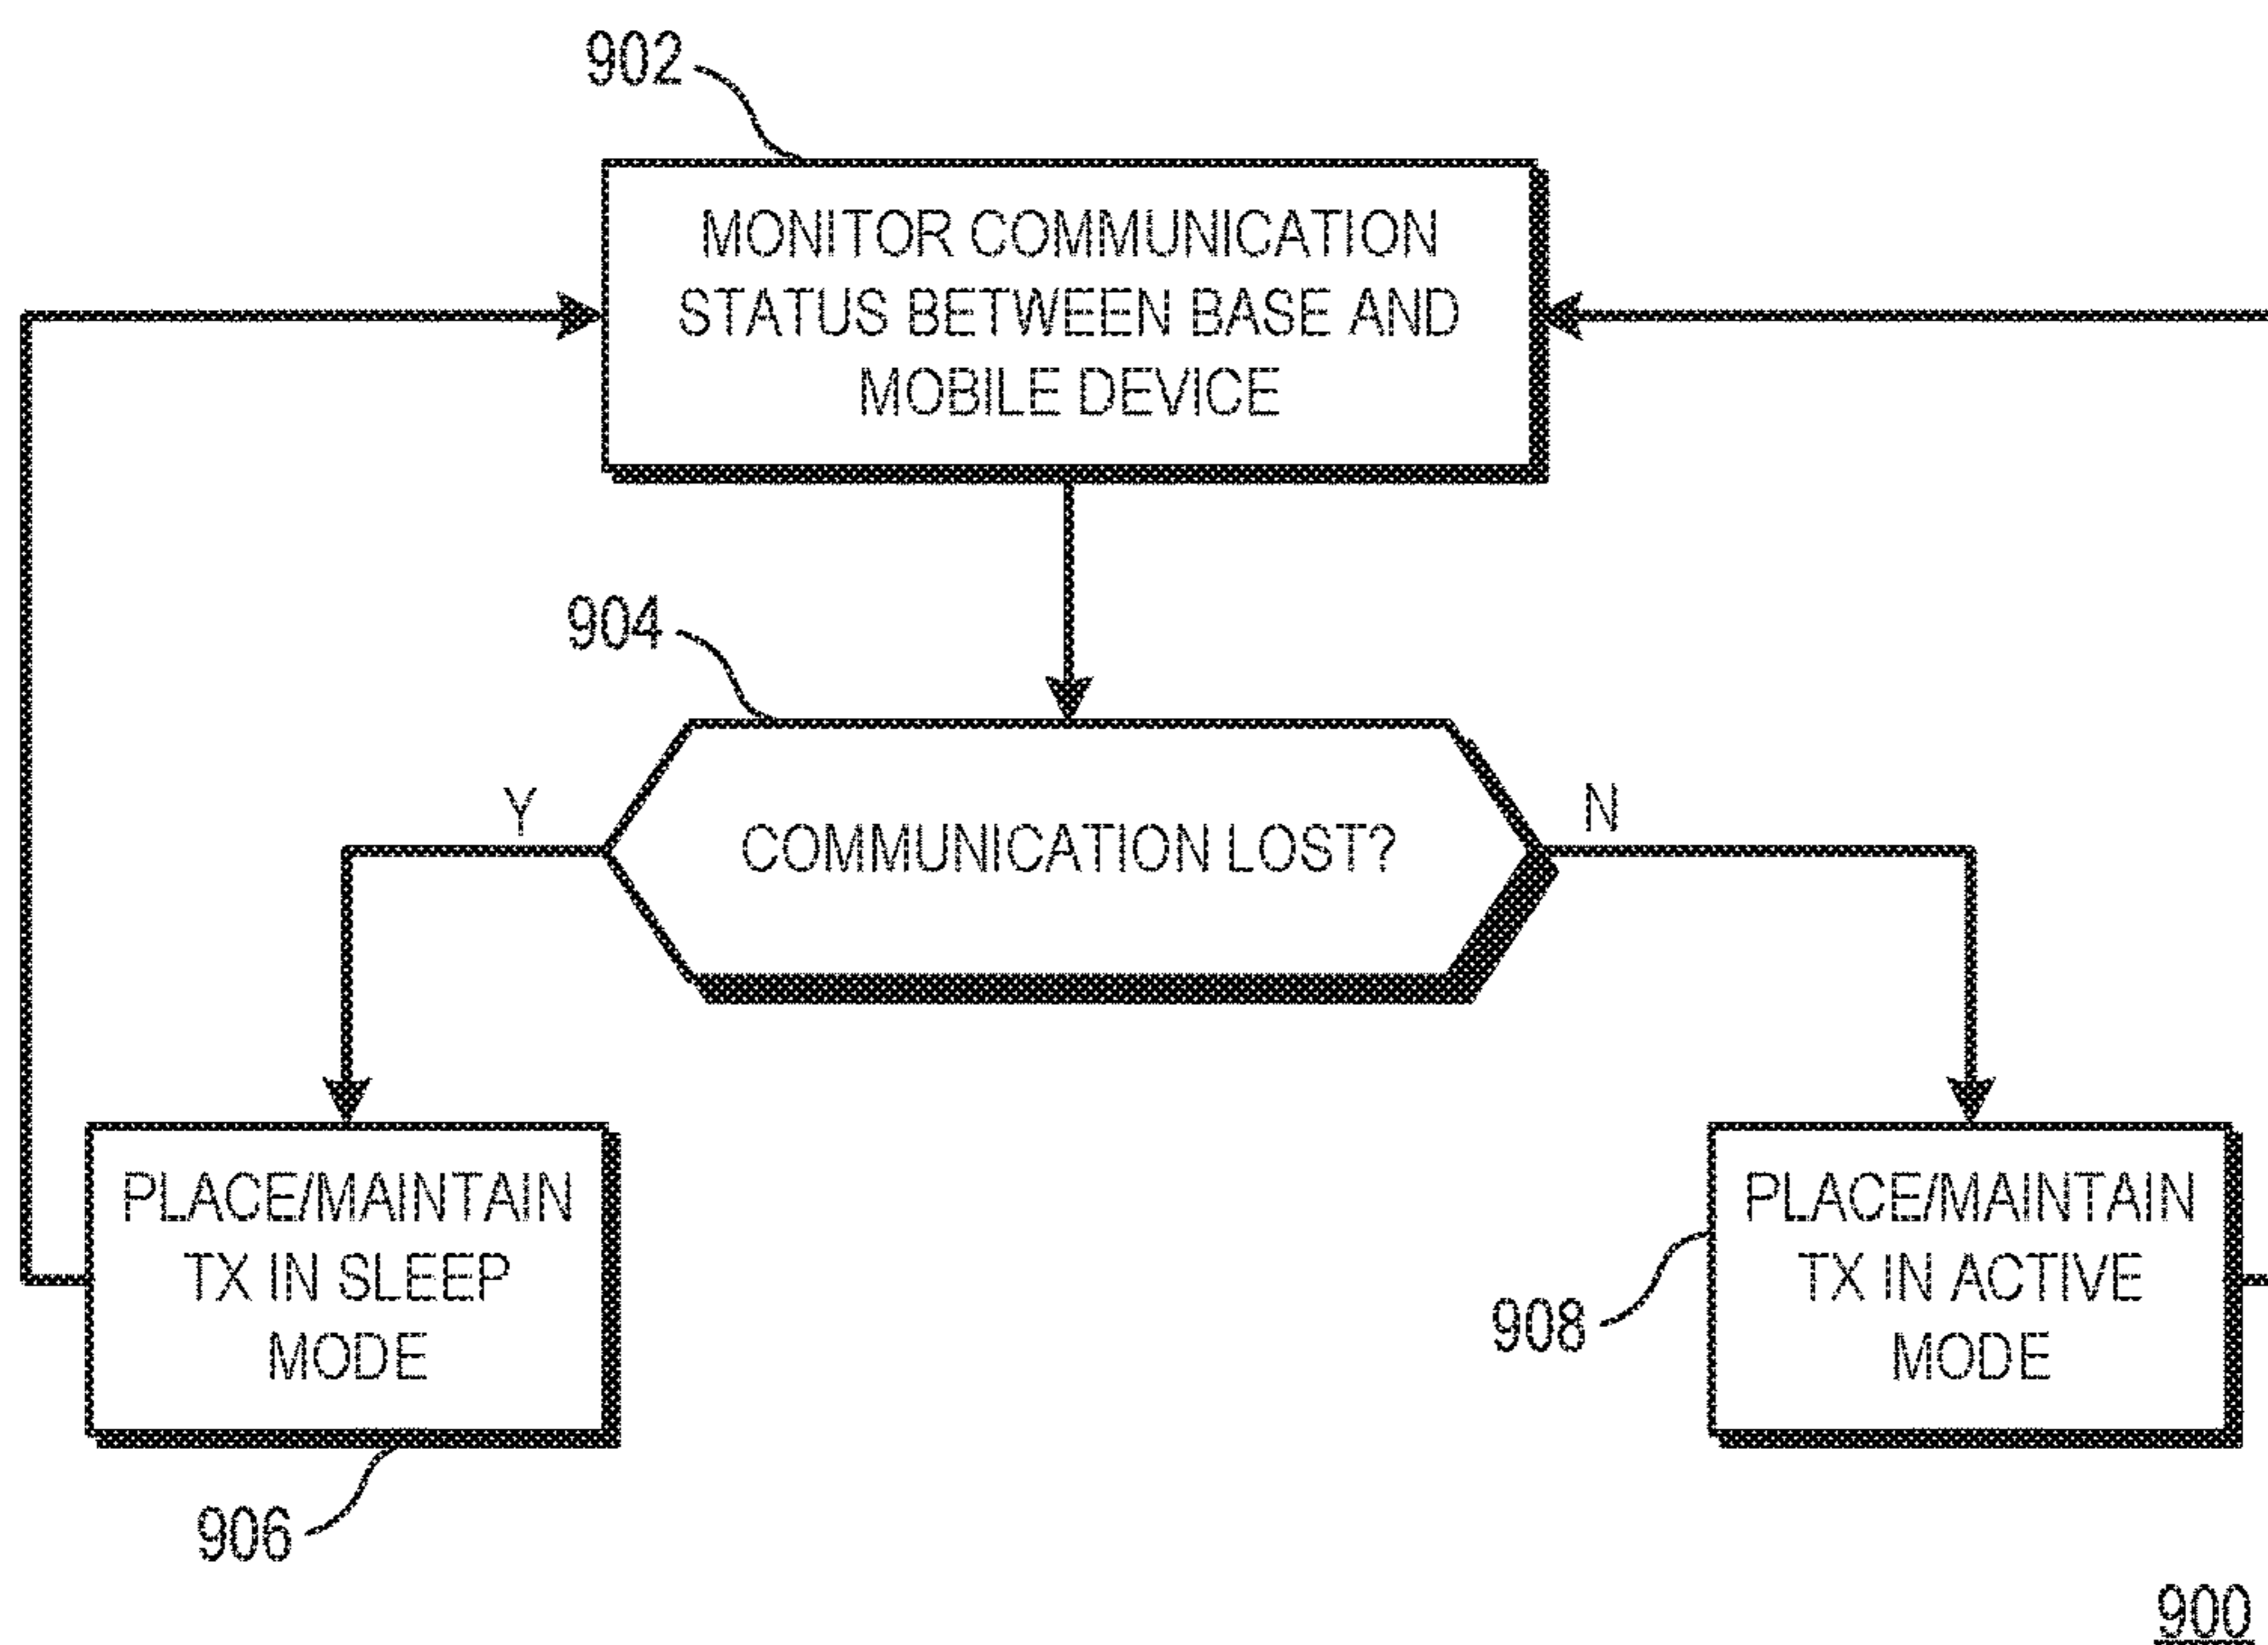 902
MONITOR COMMUNICATION
STATUS BETWEEN BASE AND
MOBILE DEVICE
904
Y
COMMUNICATION LOST?
N
PLACE/MAINTAIN
TX IN SLEEP
MODE
906
PLACE/MAINTAIN
TX IN ACTIVE
MODE
908
900